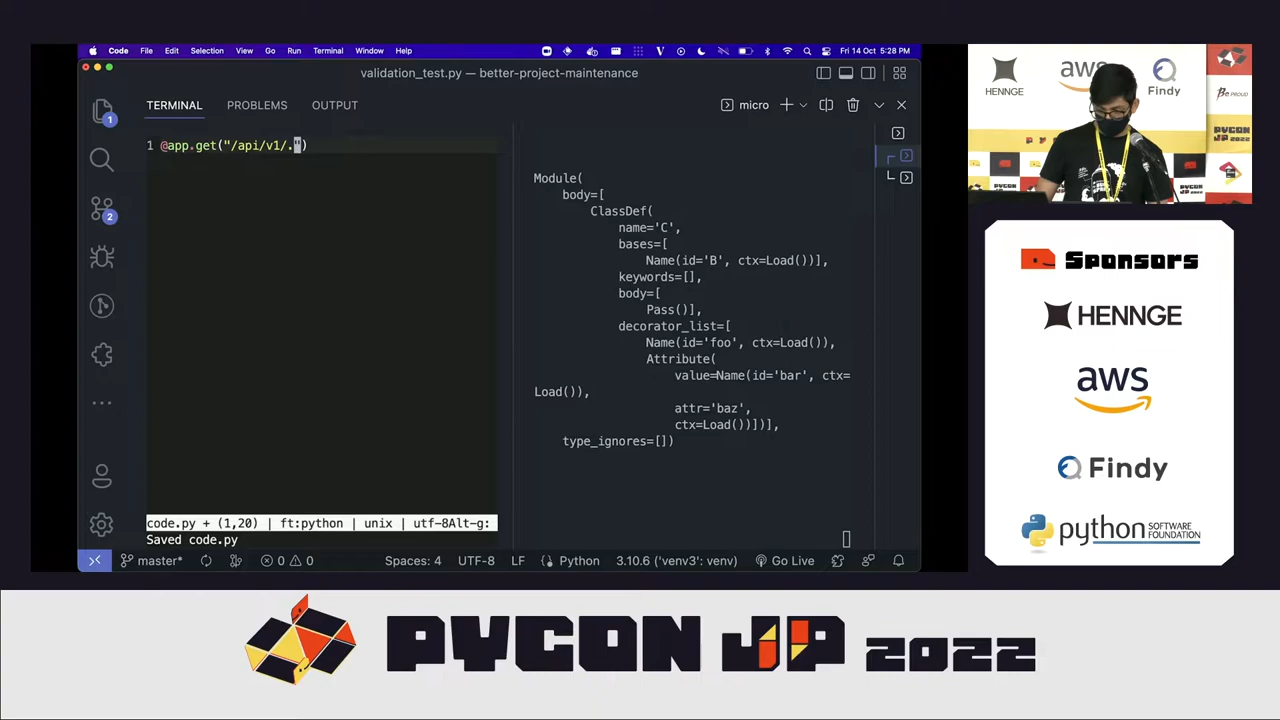 Code File Edit Selection View Go Run Terminal Window Help
Fri 14 Oct 5:28 PM
validation_test.py — better-project-maintenance
TERMINAL PROBLEMS OUTPUT
micro
1 @app.get("/api/v1/.")
Module(
body=[
ClassDef(
name='C',
bases=[
Name(id='B', ctx=Load())],
keywords=[],
body=[
Pass()],
decorator_list=[
Name(id='foo', ctx=Load()),
Attribute(
value=Name(id='bar', ctx=
Load()),
attr='baz',
ctx=Load())])],
type_ignores=[])
1
2
code.py + (1,20) | ft:python | unix | utf-8Alt-g:
Saved code.py
master* 0 0 Spaces: 4 UTF-8 LF Python 3.10.6 ('venv3': venv) Go Live
HENNGE
aws
Findy
Be PROUD
Sponsors
HENNGE
aws
Findy
python SOFTWARE FOUNDATION
PYCON JP 2022